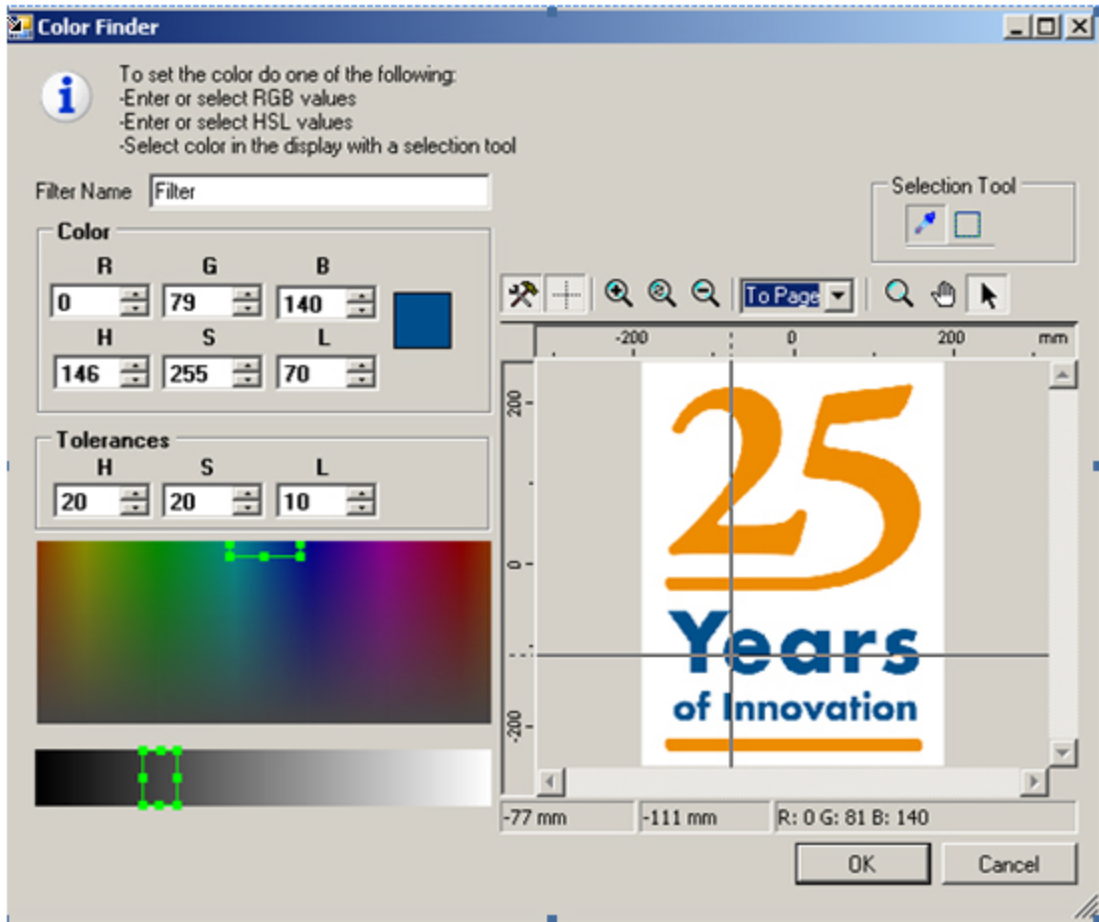 Color Finder
To set the color do one of the following:
-Enter or select RGB values
-Enter or select HSL values
-Select color in the display with a selection tool
Filter Name Filter
Selection Tool
Color
R G B
0 79 140
H S L
146 255 70
To Page
-200 0 200 mm
200
0
-200
25
Years
of Innovation
Tolerances
H S L
20 20 10
-77 mm -111 mm R: 0 G: 81 B: 140
OK Cancel